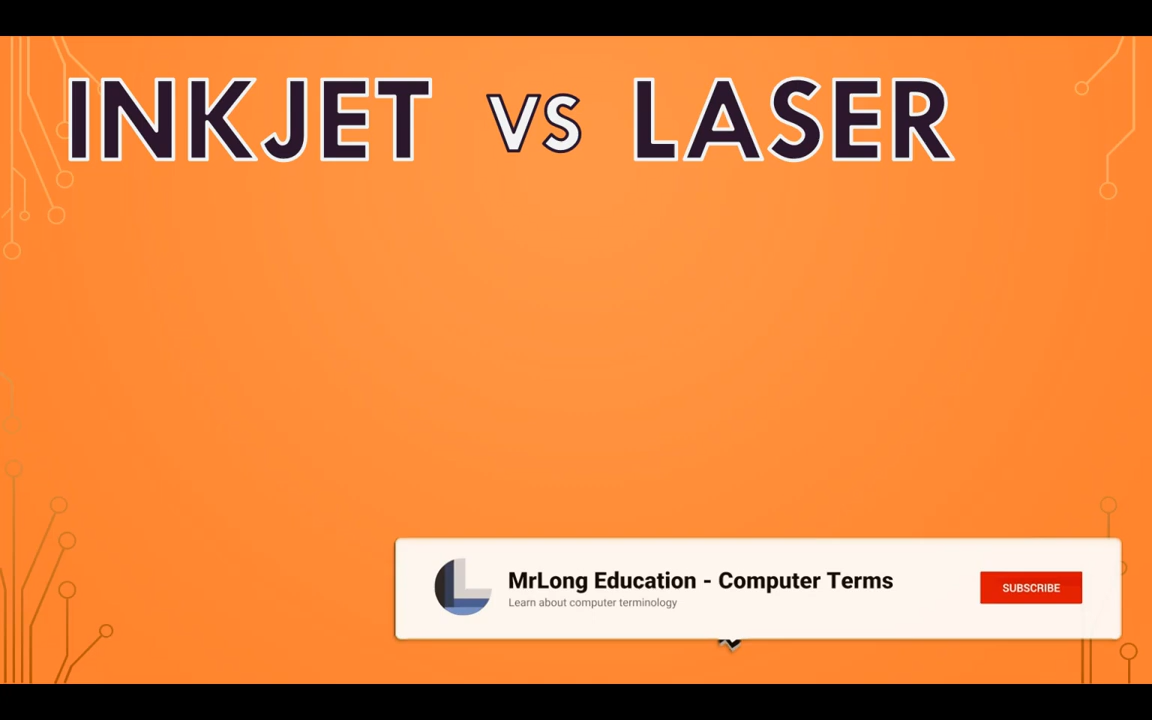 INKJET VS LASER
MrLong Education - Computer Terms
Learn about computer terminology
SUBSCRIBE